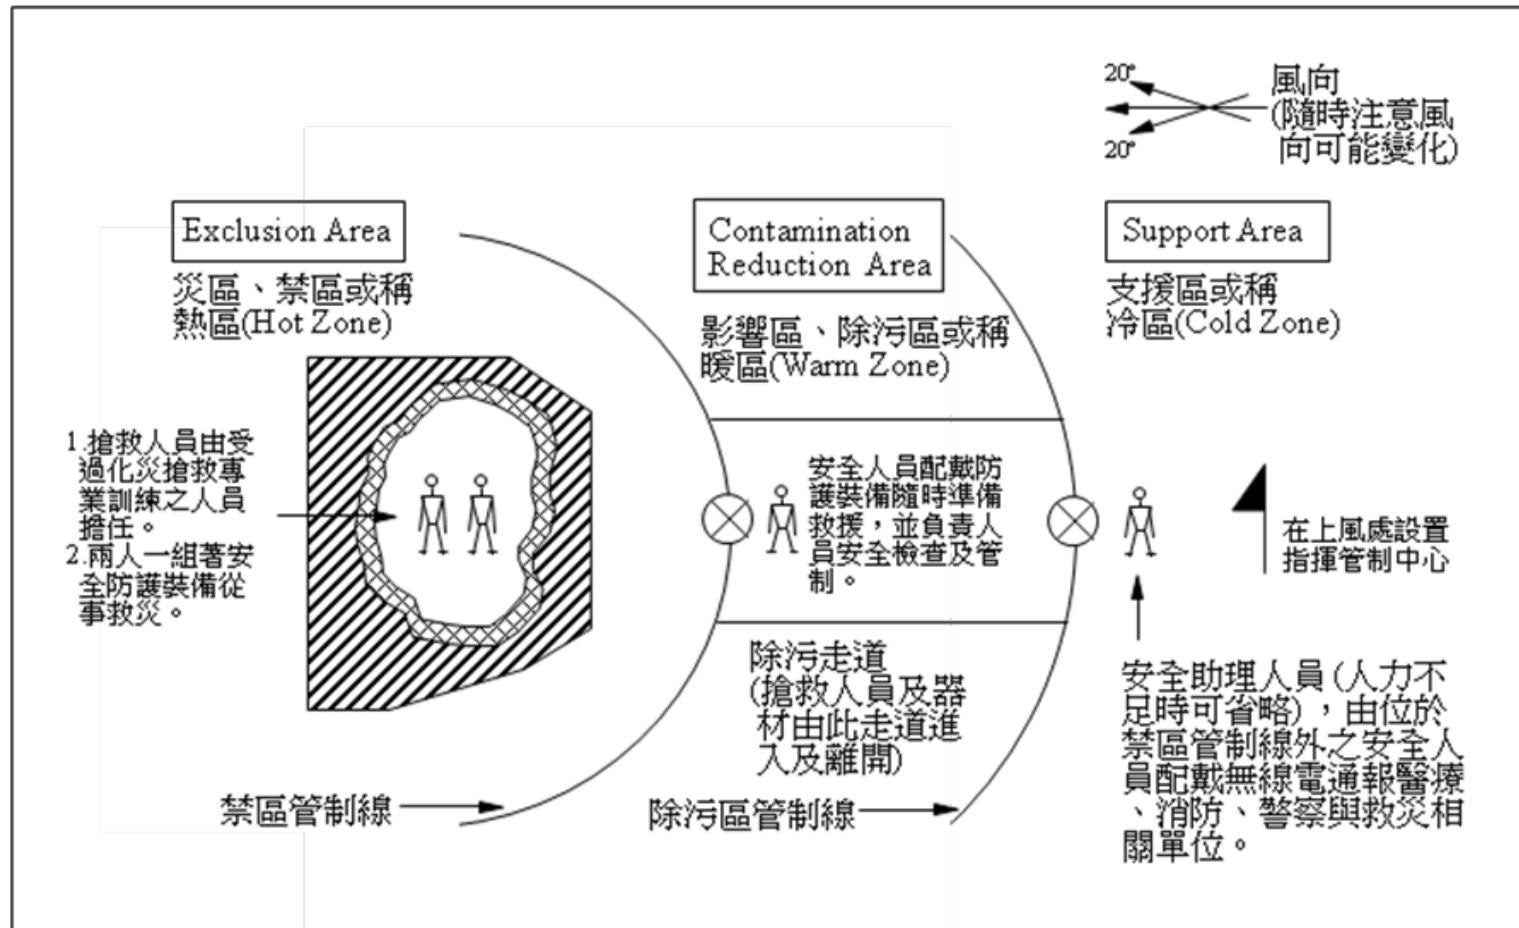 20°
20°
風向
(隨時注意風
向可能變化)
Exclusion Area
災區、禁區或稱
熱區(Hot Zone)
Contamination
Reduction Area
影響區、除污區或稱
暖區(Warm Zone)
Support Area
支援區或稱
冷區(Cold Zone)
1.搶救人員由受
過化災搶救專
業訓練之人員
擔任。
2.兩人一組著安
全防護裝備從
事救災。
安全人員配戴防
護裝備隨時準備
救援，並負責人
員安全檢查及管
制。
在上風處設置
指揮管制中心
除污走道
(搶救人員及器
材由此走道進
入及離開)
安全助理人員(人力不
足時可省略)，由位於
禁區管制線外之安全人
員配戴無線電通報醫療
、消防、警察與救災相
關單位。
禁區管制線
除污區管制線